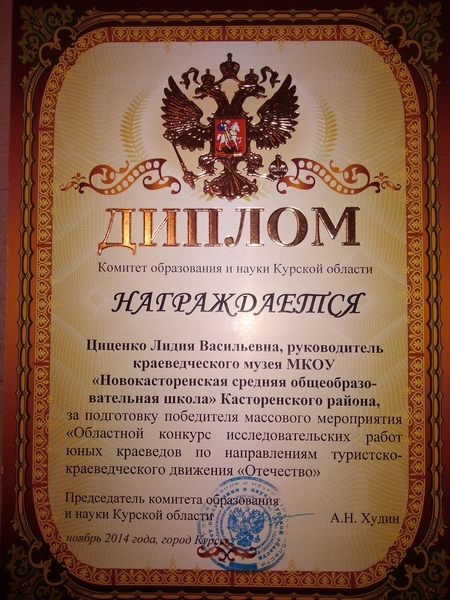 ДИПЛОМ
Комитет образования и науки Курской области
НАГРАЖДАЕТСЯ
Циценко Лидия Васильевна, руководитель
краеведческого музея МКОУ
«Новокасторенская средняя общеобразо-
вательная школа» Касторенского района,
за подготовку победителя массового мероприятия
«Областной конкурс исследовательских работ
юных краеведов по направлениям туристско-
краеведческого движения «Отечество»
Председатель комитета образования
и науки Курской области
А.Н. Худин
ноябрь 2014 года, город Курск